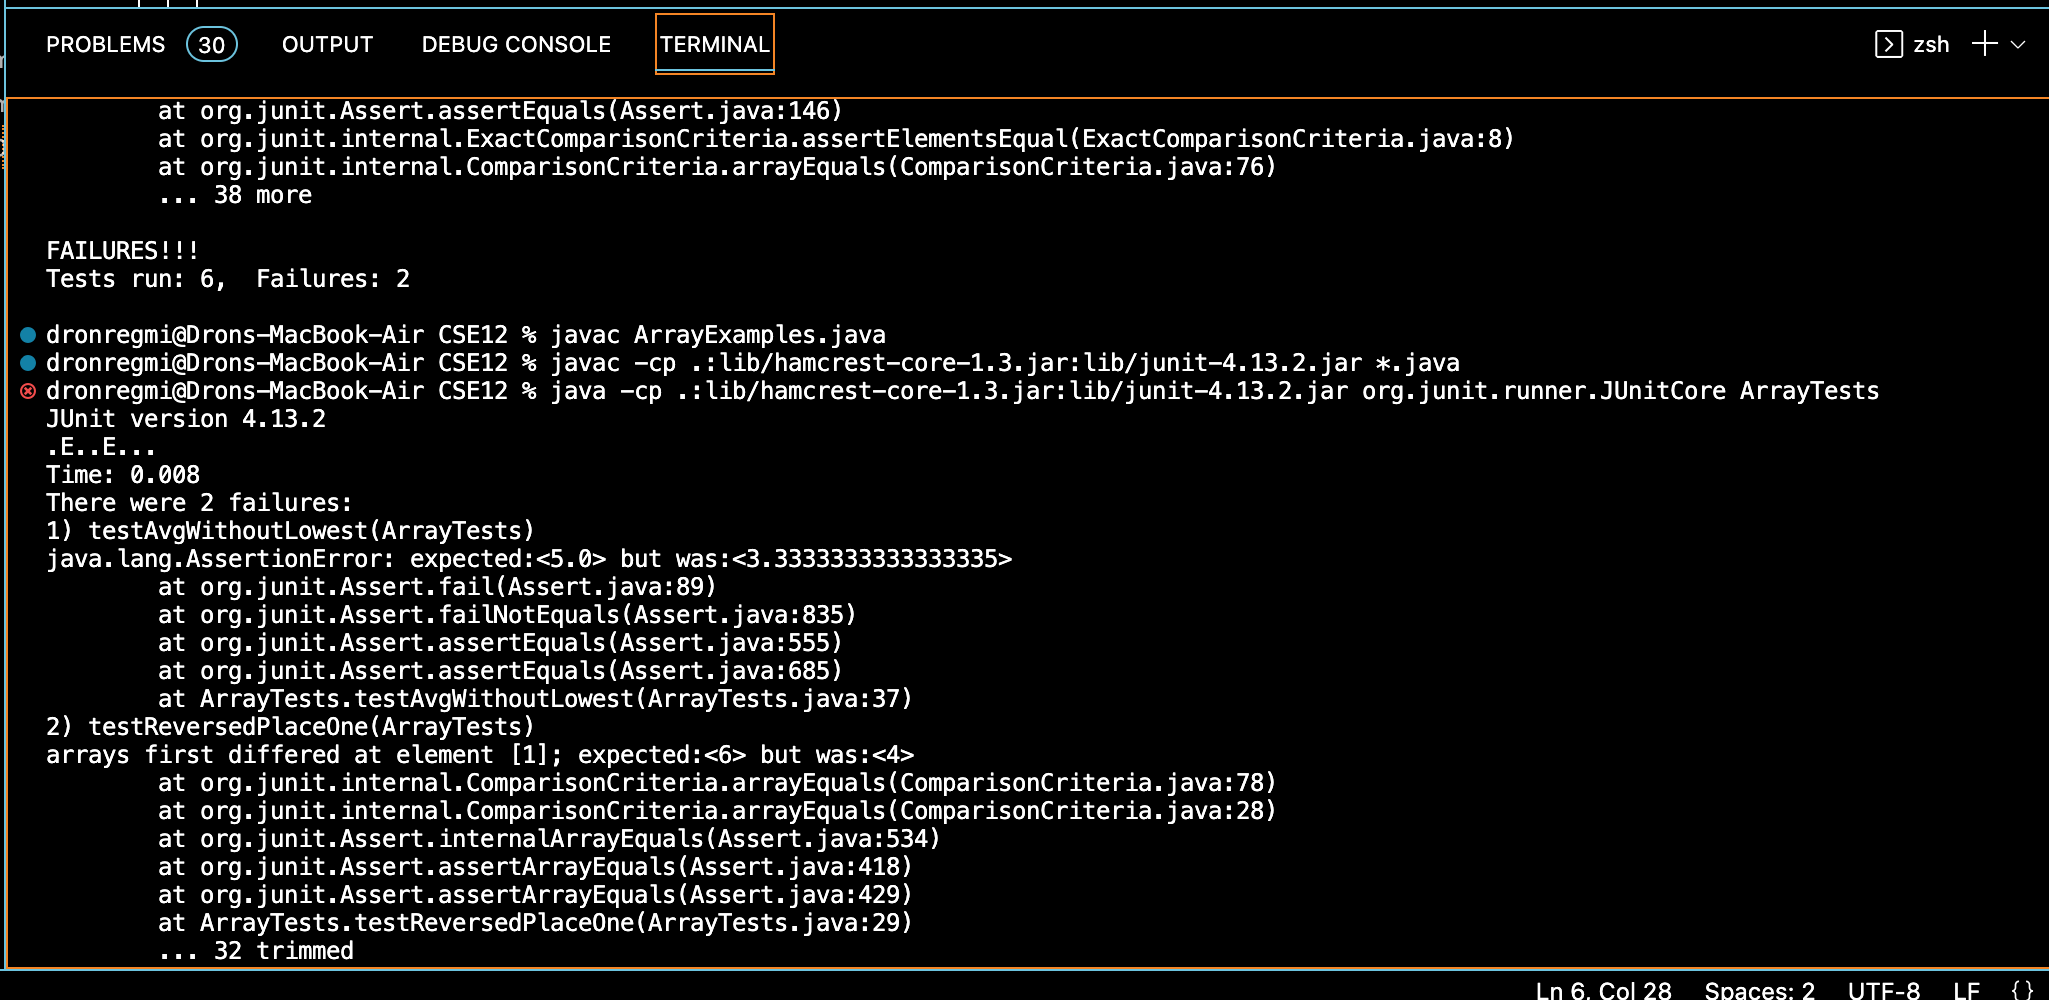 PROBLEMS 30 OUTPUT DEBUG CONSOLE TERMINAL zsh
at org.junit.Assert.assertEquals(Assert.java:146)
at org.junit.internal.ExactComparisonCriteria.assertElementsEqual(ExactComparisonCriteria.java:8)
at org.junit.internal.ComparisonCriteria.arrayEquals(ComparisonCriteria.java:76)
... 38 more
FAILURES!!!
Tests run: 6,  Failures: 2
dronregmi@Drons-MacBook-Air CSE12 % javac ArrayExamples.java
dronregmi@Drons-MacBook-Air CSE12 % javac -cp .:lib/hamcrest-core-1.3.jar:lib/junit-4.13.2.jar *.java
dronregmi@Drons-MacBook-Air CSE12 % java -cp .:lib/hamcrest-core-1.3.jar:lib/junit-4.13.2.jar org.junit.runner.JUnitCore ArrayTests
JUnit version 4.13.2
.E..E...
Time: 0.008
There were 2 failures:
1) testAvgWithoutLowest(ArrayTests)
java.lang.AssertionError: expected:<5.0> but was:<3.3333333333333335>
at org.junit.Assert.fail(Assert.java:89)
at org.junit.Assert.failNotEquals(Assert.java:835)
at org.junit.Assert.assertEquals(Assert.java:555)
at org.junit.Assert.assertEquals(Assert.java:685)
at ArrayTests.testAvgWithoutLowest(ArrayTests.java:37)
2) testReversedPlaceOne(ArrayTests)
arrays first differed at element [1]; expected:<6> but was:<4>
at org.junit.internal.ComparisonCriteria.arrayEquals(ComparisonCriteria.java:78)
at org.junit.internal.ComparisonCriteria.arrayEquals(ComparisonCriteria.java:28)
at org.junit.Assert.internalArrayEquals(Assert.java:534)
at org.junit.Assert.assertArrayEquals(Assert.java:418)
at org.junit.Assert.assertArrayEquals(Assert.java:429)
at ArrayTests.testReversedPlaceOne(ArrayTests.java:29)
... 32 trimmed
Ln 6, Col 28 Spaces: 2 UTF-8 LF {}